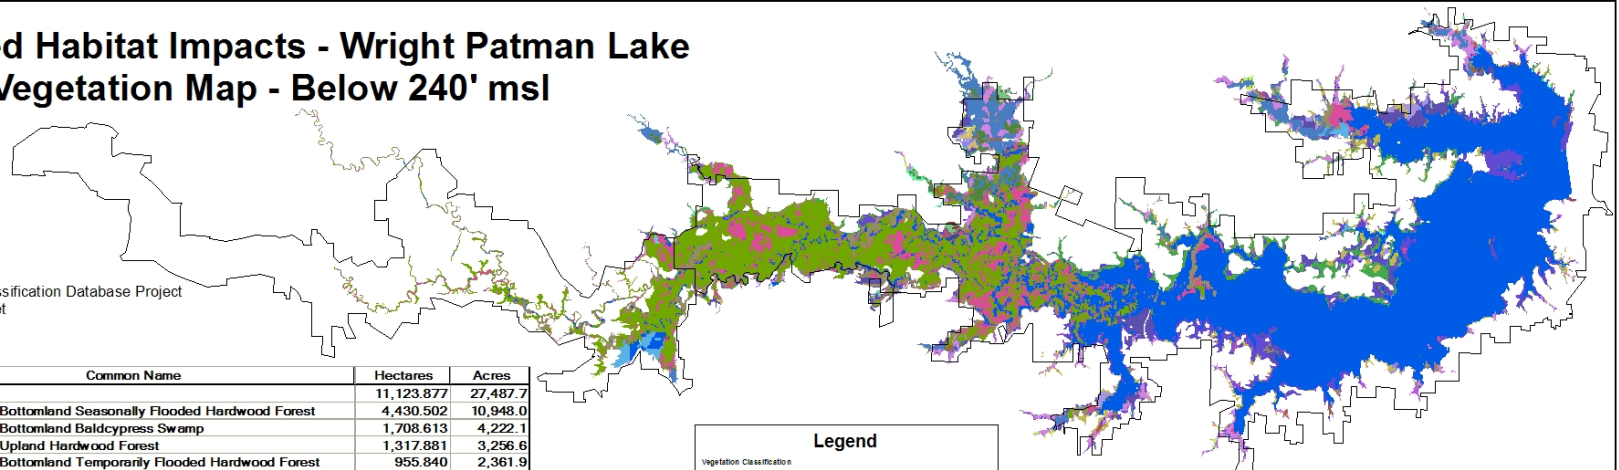 d Habitat Impacts - Wright Patman Lake
Vegetation Map - Below 240' msl
ssification Database Project
et
Common Name Hectares Acres
11,123.877 27,487.7
Bottomland Seasonally Flooded Hardwood Forest 4,430.502 10,948.0
Bottomland Baldcypress Swamp 1,708.613 4,222.1
Upland Hardwood Forest 1,317.881 3,256.6
Bottomland Temporarily Flooded Hardwood Forest 955.840 2,361.9
Legend
Vegetation Classification